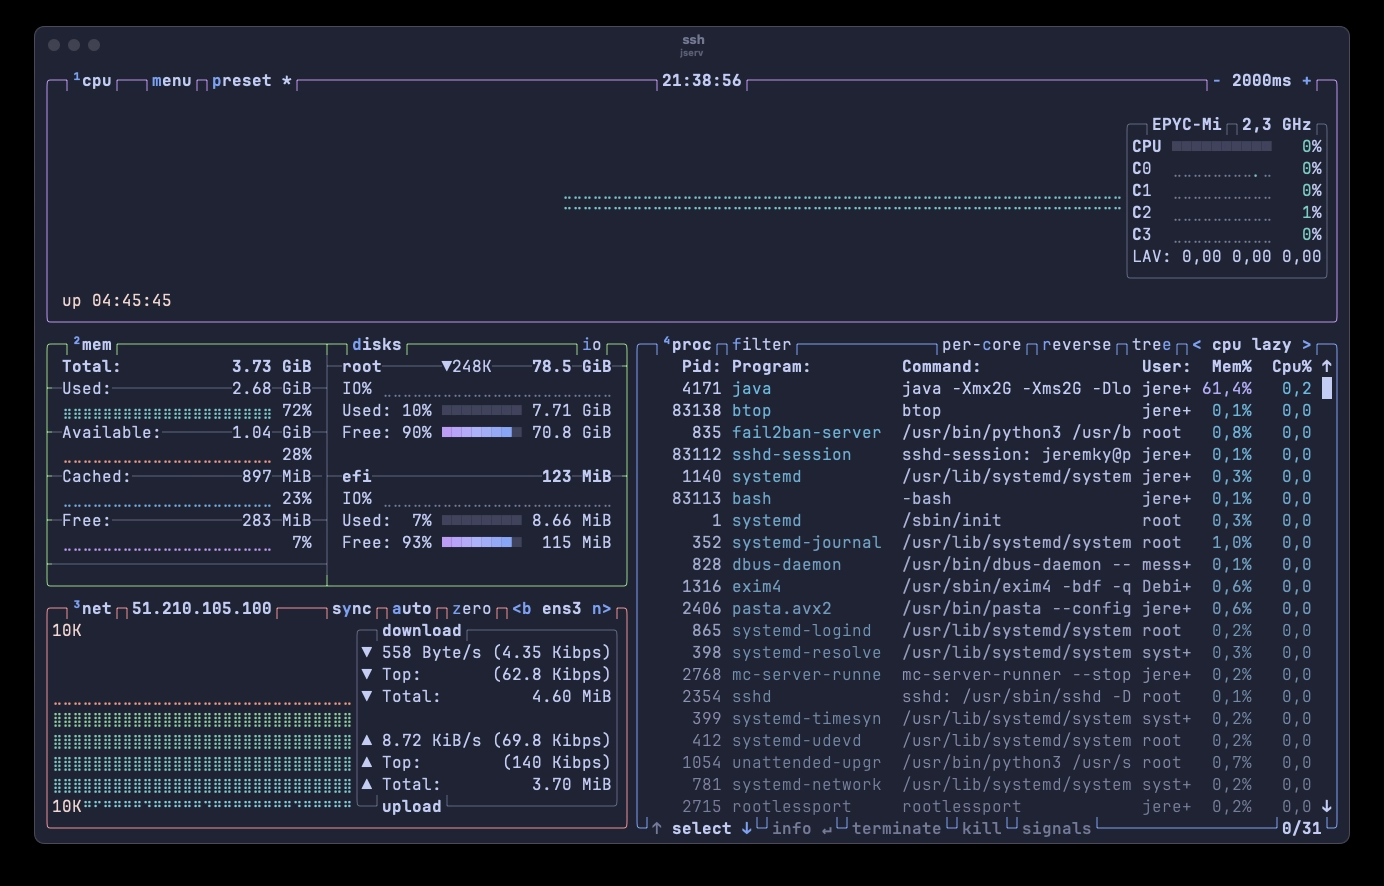 ssh
jserv
¹cpu menu preset * 21:38:56 - 2000ms +
EPYC-Mi 2,3 GHz
CPU 0%
C0 0%
C1 0%
C2 1%
C3 0%
LAV: 0,00 0,00 0,00
up 04:45:45
²mem
Total: 3.73 GiB
Used: 2.68 GiB
72%
Available: 1.04 GiB
28%
Cached: 897 MiB
23%
Free: 283 MiB
7%
disks io
root ▼248K 78.5 GiB
IO%
Used: 10% 7.71 GiB
Free: 90% 70.8 GiB
efi 123 MiB
IO%
Used: 7% 8.66 MiB
Free: 93% 115 MiB
³net 51.210.105.100 sync auto zero <b ens3 n>
10K
download
▼ 558 Byte/s (4.35 Kibps)
▼ Top: (62.8 Kibps)
▼ Total: 4.60 MiB
▲ 8.72 KiB/s (69.8 Kibps)
▲ Top: (140 Kibps)
▲ Total: 3.70 MiB
10K
upload
⁴proc filter per-core reverse tree < cpu lazy >
Pid: Program: Command: User: Mem% Cpu% ↑
4171 java java -Xmx2G -Xms2G -Dlo jere+ 61,4% 0,2
83138 btop btop jere+ 0,1% 0,0
835 fail2ban-server /usr/bin/python3 /usr/b root 0,8% 0,0
83112 sshd-session sshd-session: jeremky@p jere+ 0,1% 0,0
1140 systemd /usr/lib/systemd/system jere+ 0,3% 0,0
83113 bash -bash jere+ 0,1% 0,0
1 systemd /sbin/init root 0,3% 0,0
352 systemd-journal /usr/lib/systemd/system root 1,0% 0,0
828 dbus-daemon /usr/bin/dbus-daemon -- mess+ 0,1% 0,0
1316 exim4 /usr/sbin/exim4 -bdf -q Debi+ 0,6% 0,0
2406 pasta.avx2 /usr/bin/pasta --config jere+ 0,6% 0,0
865 systemd-logind /usr/lib/systemd/system root 0,2% 0,0
398 systemd-resolve /usr/lib/systemd/system syst+ 0,3% 0,0
2768 mc-server-runne mc-server-runner --stop jere+ 0,2% 0,0
2354 sshd sshd: /usr/sbin/sshd -D root 0,1% 0,0
399 systemd-timesyn /usr/lib/systemd/system syst+ 0,2% 0,0
412 systemd-udevd /usr/lib/systemd/system root 0,2% 0,0
1054 unattended-upgr /usr/bin/python3 /usr/s root 0,7% 0,0
781 systemd-network /usr/lib/systemd/system syst+ 0,2% 0,0
2715 rootlessport rootlessport jere+ 0,2% 0,0 ↓
↑ select ↓ info ↵ terminate kill signals 0/31